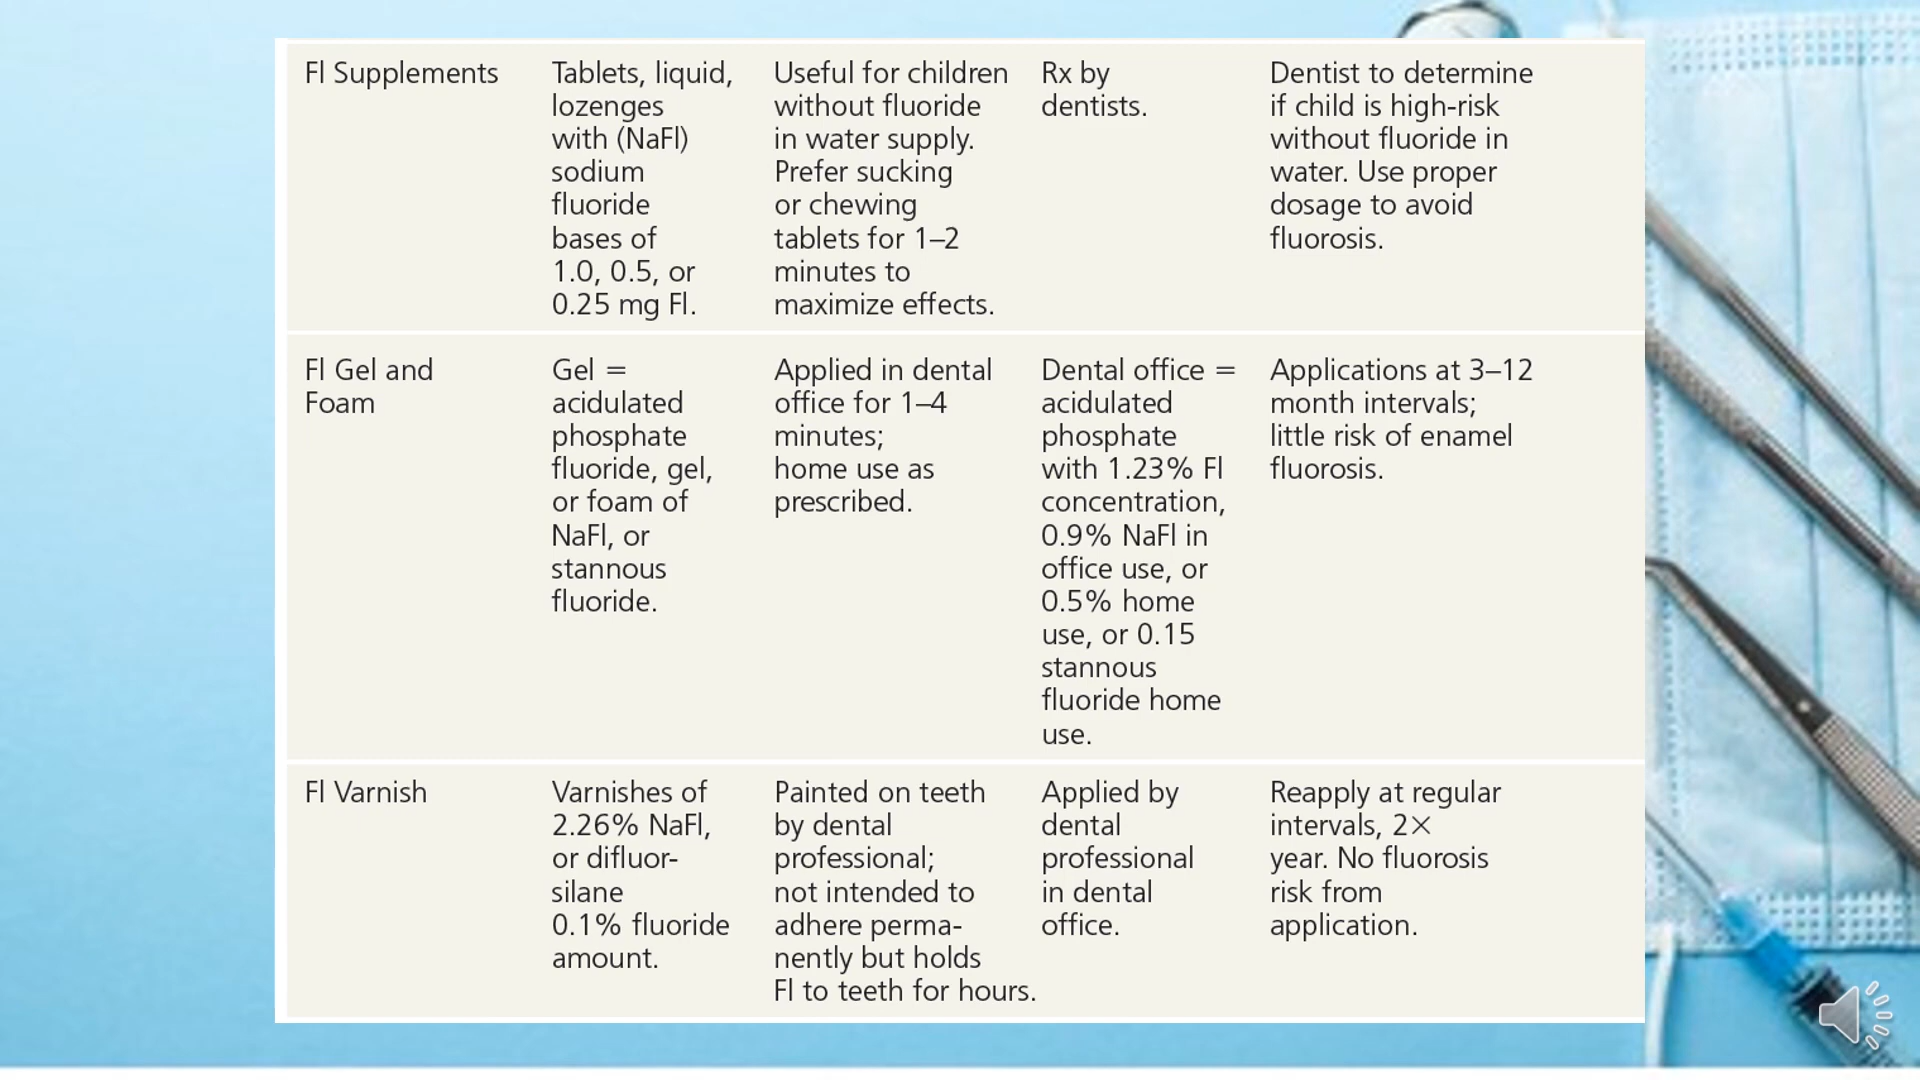 Fl Supplements
Tablets, liquid,
lozenges
with (NaFl)
sodium
fluoride
bases of
1.0, 0.5, or
0.25 mg Fl.
Useful for children
without fluoride
in water supply.
Prefer sucking
or chewing
tablets for 1–2
minutes to
maximize effects.
Rx by
dentists.
Dentist to determine
if child is high-risk
without fluoride in
water. Use proper
dosage to avoid
fluorosis.
Fl Gel and
Foam
Gel =
acidulated
phosphate
fluoride, gel,
or foam of
NaFl, or
stannous
fluoride.
Applied in dental
office for 1–4
minutes;
home use as
prescribed.
Dental office =
acidulated
phosphate
with 1.23% Fl
concentration,
0.9% NaFl in
office use, or
0.5% home
use, or 0.15
stannous
fluoride home
use.
Applications at 3–12
month intervals;
little risk of enamel
fluorosis.
Fl Varnish
Varnishes of
2.26% NaFl,
or difluor-
silane
0.1% fluoride
amount.
Painted on teeth
by dental
professional;
not intended to
adhere perma-
nently but holds
Fl to teeth for hours.
Applied by
dental
professional
in dental
office.
Reapply at regular
intervals, 2×
year. No fluorosis
risk from
application.